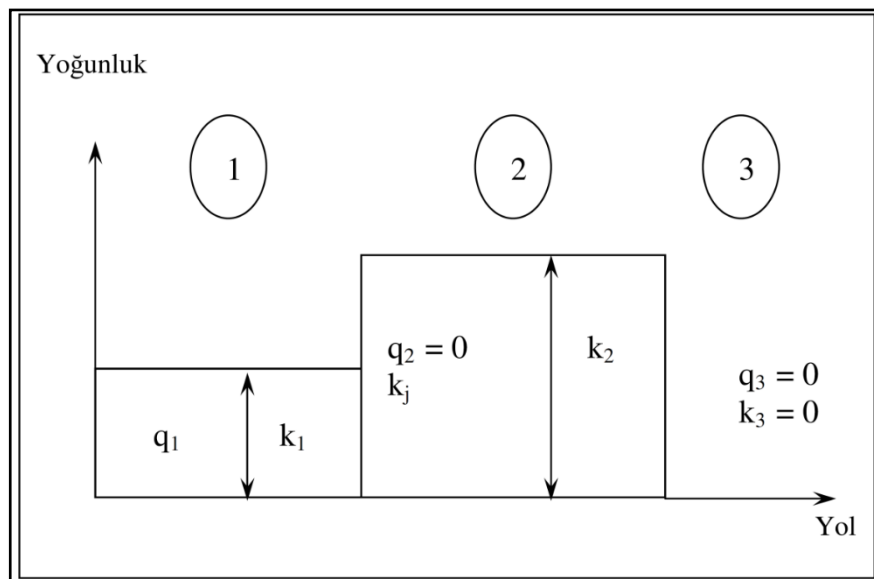 Yoğunluk
1
2
3
q₂ = 0
k₂
kⱼ
q₃ = 0
k₃ = 0
q₁
k₁
Yol